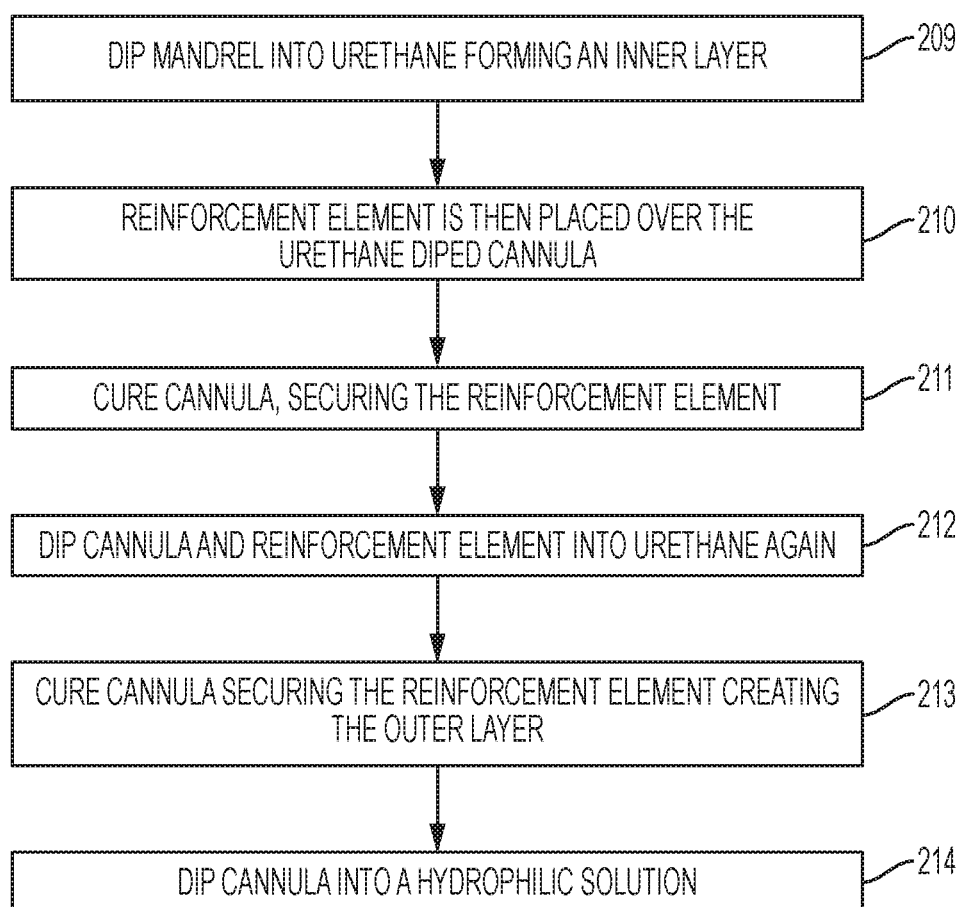 DIP MANDREL INTO URETHANE FORMING AN INNER LAYER
209
REINFORCEMENT ELEMENT IS THEN PLACED OVER THE
URETHANE DIPED CANNULA
210
CURE CANNULA, SECURING THE REINFORCEMENT ELEMENT
211
DIP CANNULA AND REINFORCEMENT ELEMENT INTO URETHANE AGAIN
212
CURE CANNULA SECURING THE REINFORCEMENT ELEMENT CREATING
THE OUTER LAYER
213
DIP CANNULA INTO A HYDROPHILIC SOLUTION
214